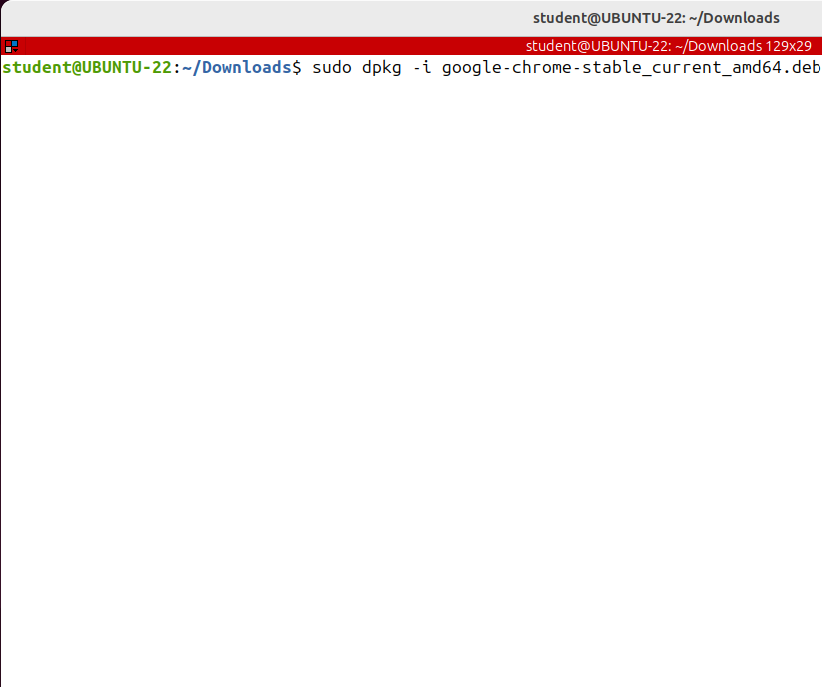 student@UBUNTU-22: ~/Downloads
student@UBUNTU-22: ~/Downloads 129x29
student@UBUNTU-22:~/Downloads$ sudo dpkg -i google-chrome-stable_current_amd64.deb